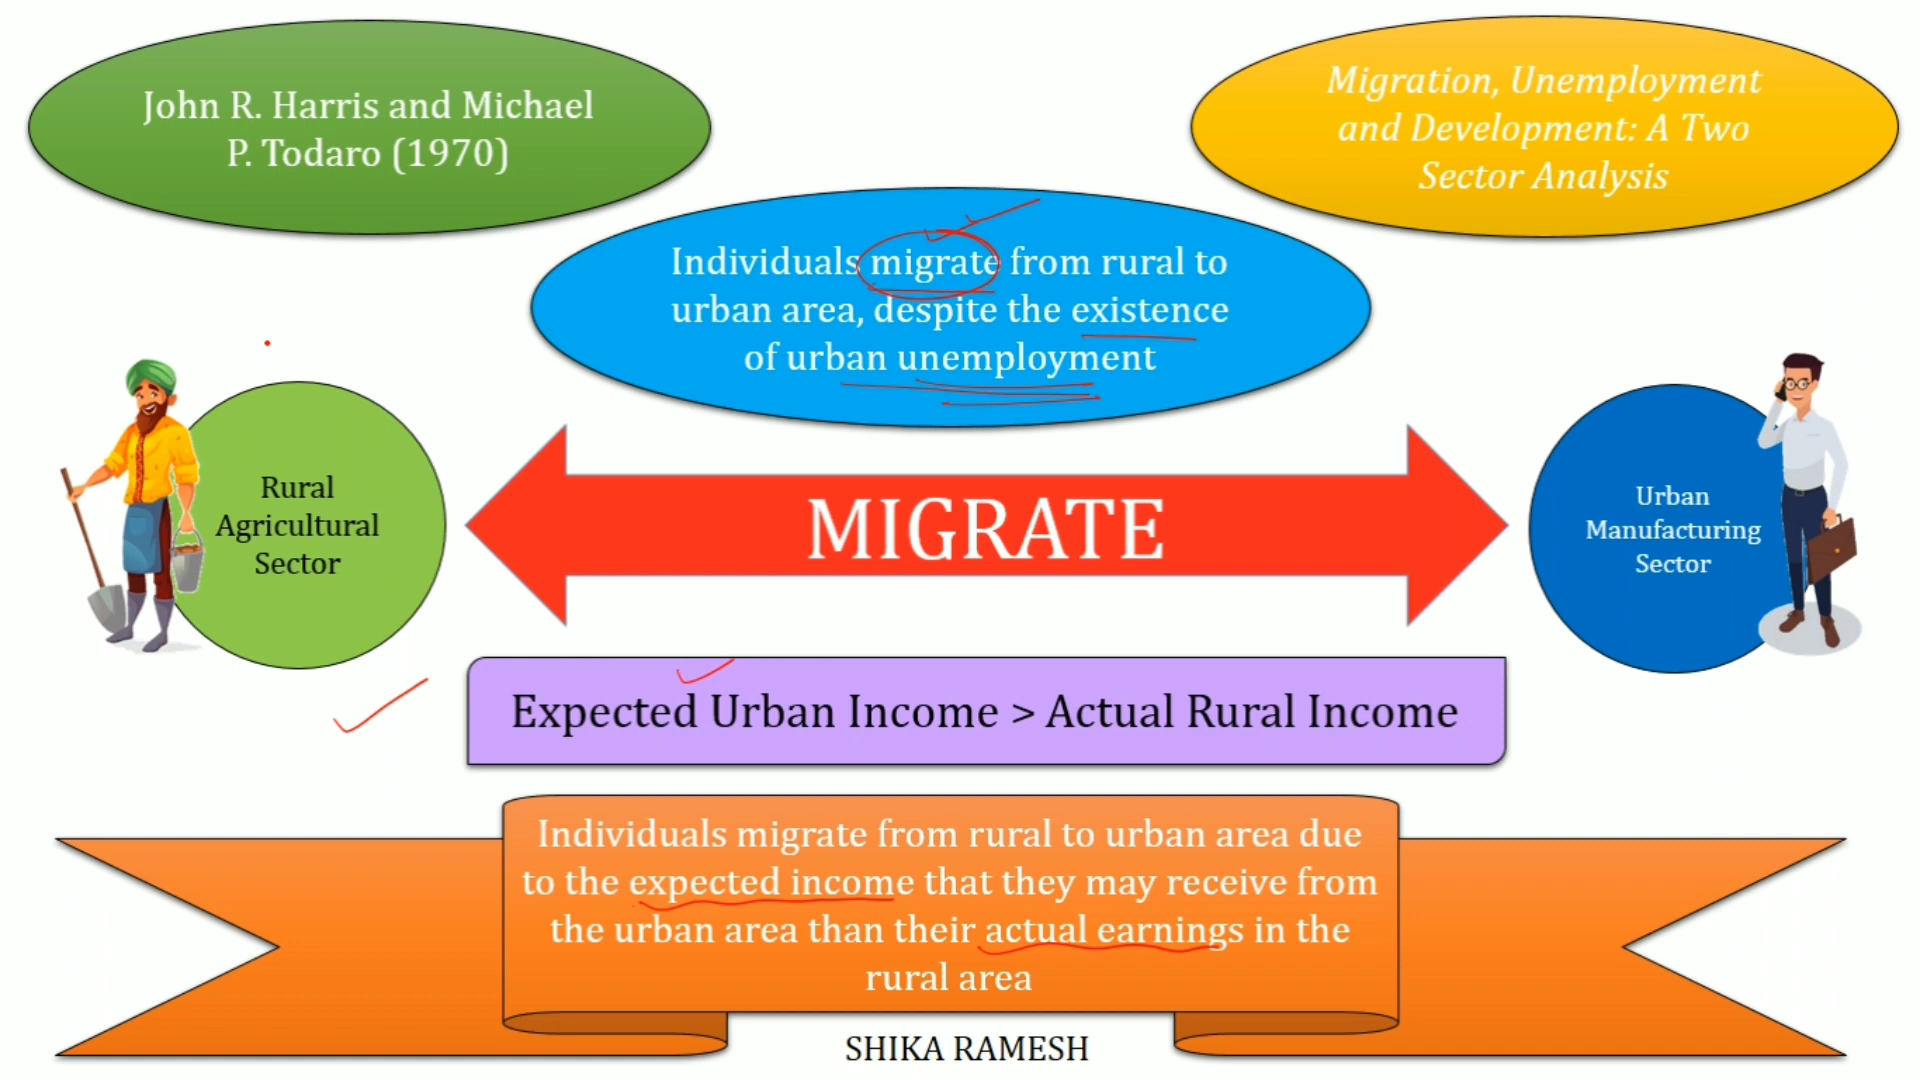 John R. Harris and Michael
P. Todaro (1970)
Migration, Unemployment
and Development: A Two
Sector Analysis
Individuals migrate from rural to
urban area, despite the existence
of urban unemployment
Rural
Agricultural
Sector
MIGRATE
Urban
Manufacturing
Sector
Expected Urban Income > Actual Rural Income
Individuals migrate from rural to urban area due
to the expected income that they may receive from
the urban area than their actual earnings in the
rural area
SHIKA RAMESH